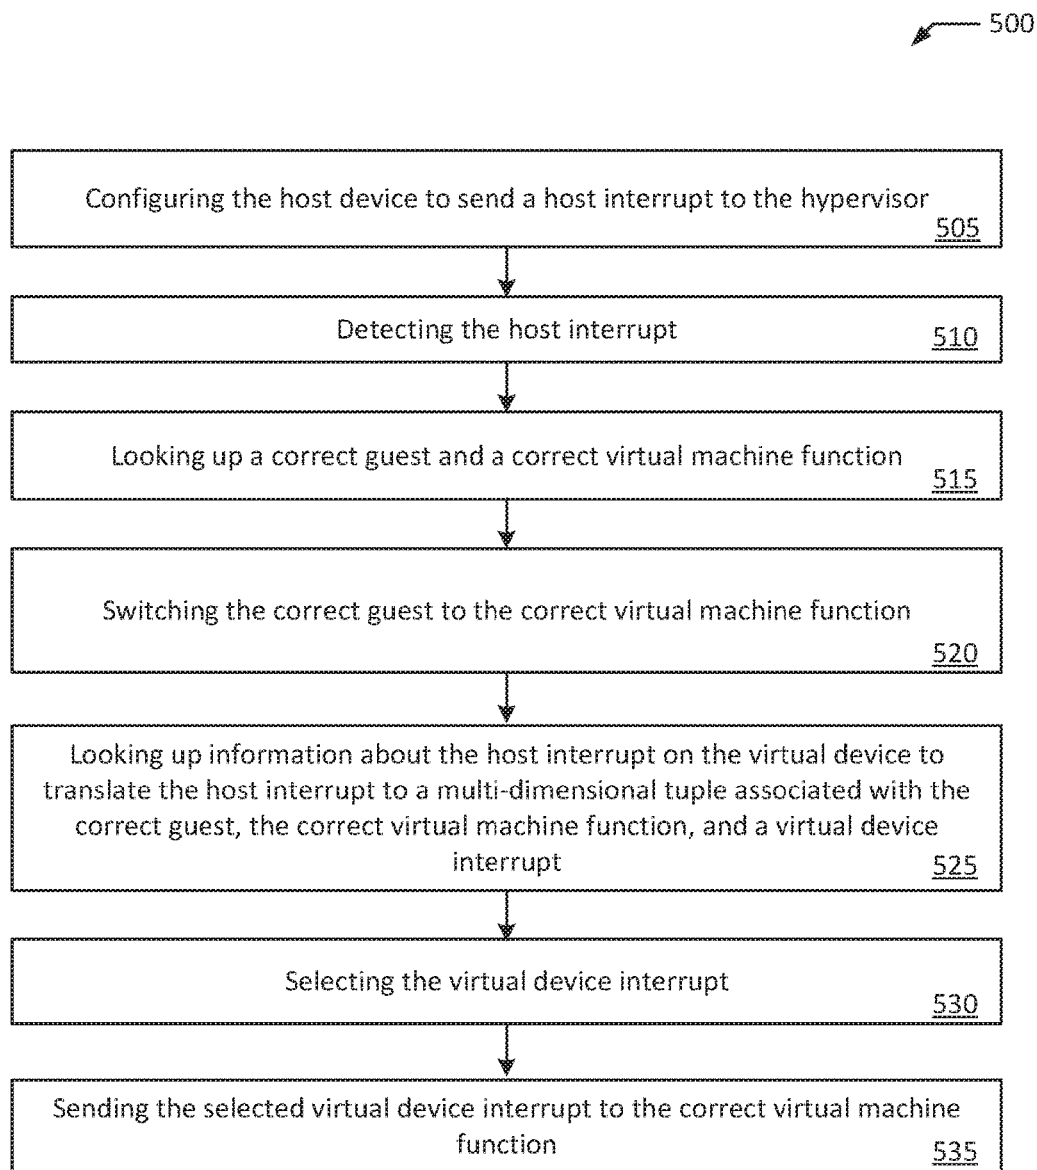 500
Configuring the host device to send a host interrupt to the hypervisor
505
Detecting the host interrupt
510
Looking up a correct guest and a correct virtual machine function
515
Switching the correct guest to the correct virtual machine function
520
Looking up information about the host interrupt on the virtual device to
translate the host interrupt to a multi-dimensional tuple associated with the
correct guest, the correct virtual machine function, and a virtual device
interrupt
525
Selecting the virtual device interrupt
530
Sending the selected virtual device interrupt to the correct virtual machine
function
535